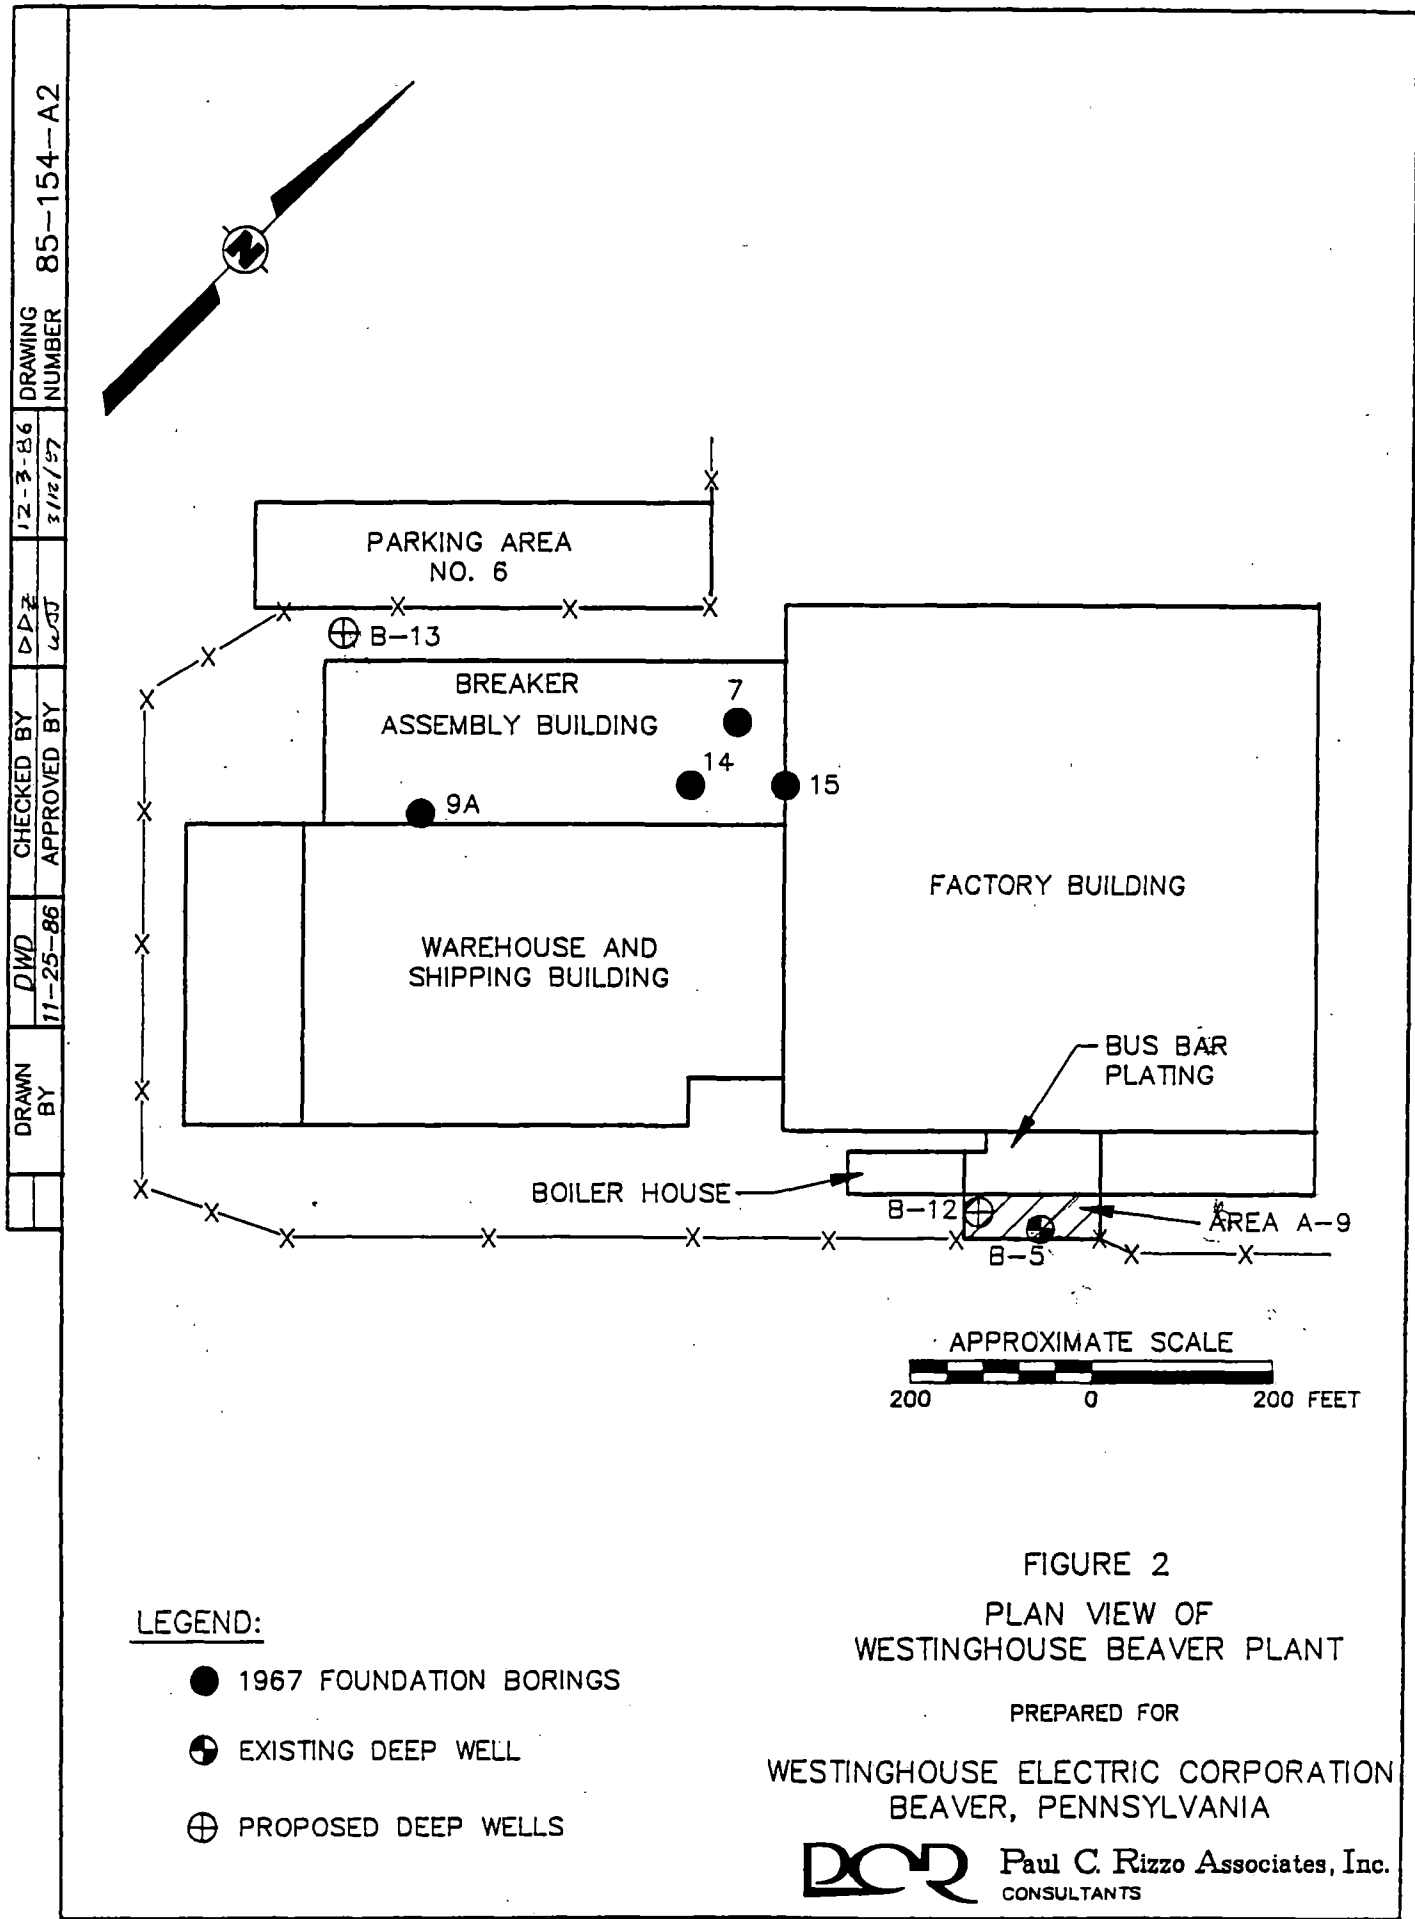 DRAWING
NUMBER
85-154-A2
CHECKED BY
DDZ
12-3-86
APPROVED BY
WJJ
DRAWN
BY
DWD
11-25-86
N
PARKING AREA
NO. 6
B-13
BREAKER
ASSEMBLY BUILDING
7
14
15
9A
FACTORY BUILDING
WAREHOUSE AND
SHIPPING BUILDING
BUS BAR
PLATING
BOILER HOUSE
B-12
AREA A-9
B-5
APPROXIMATE SCALE
200 0 200 FEET
FIGURE 2
PLAN VIEW OF
WESTINGHOUSE BEAVER PLANT
PREPARED FOR
WESTINGHOUSE ELECTRIC CORPORATION
BEAVER, PENNSYLVANIA
LEGEND:
1967 FOUNDATION BORINGS
EXISTING DEEP WELL
PROPOSED DEEP WELLS
PCR Paul C. Rizzo Associates, Inc.
CONSULTANTS